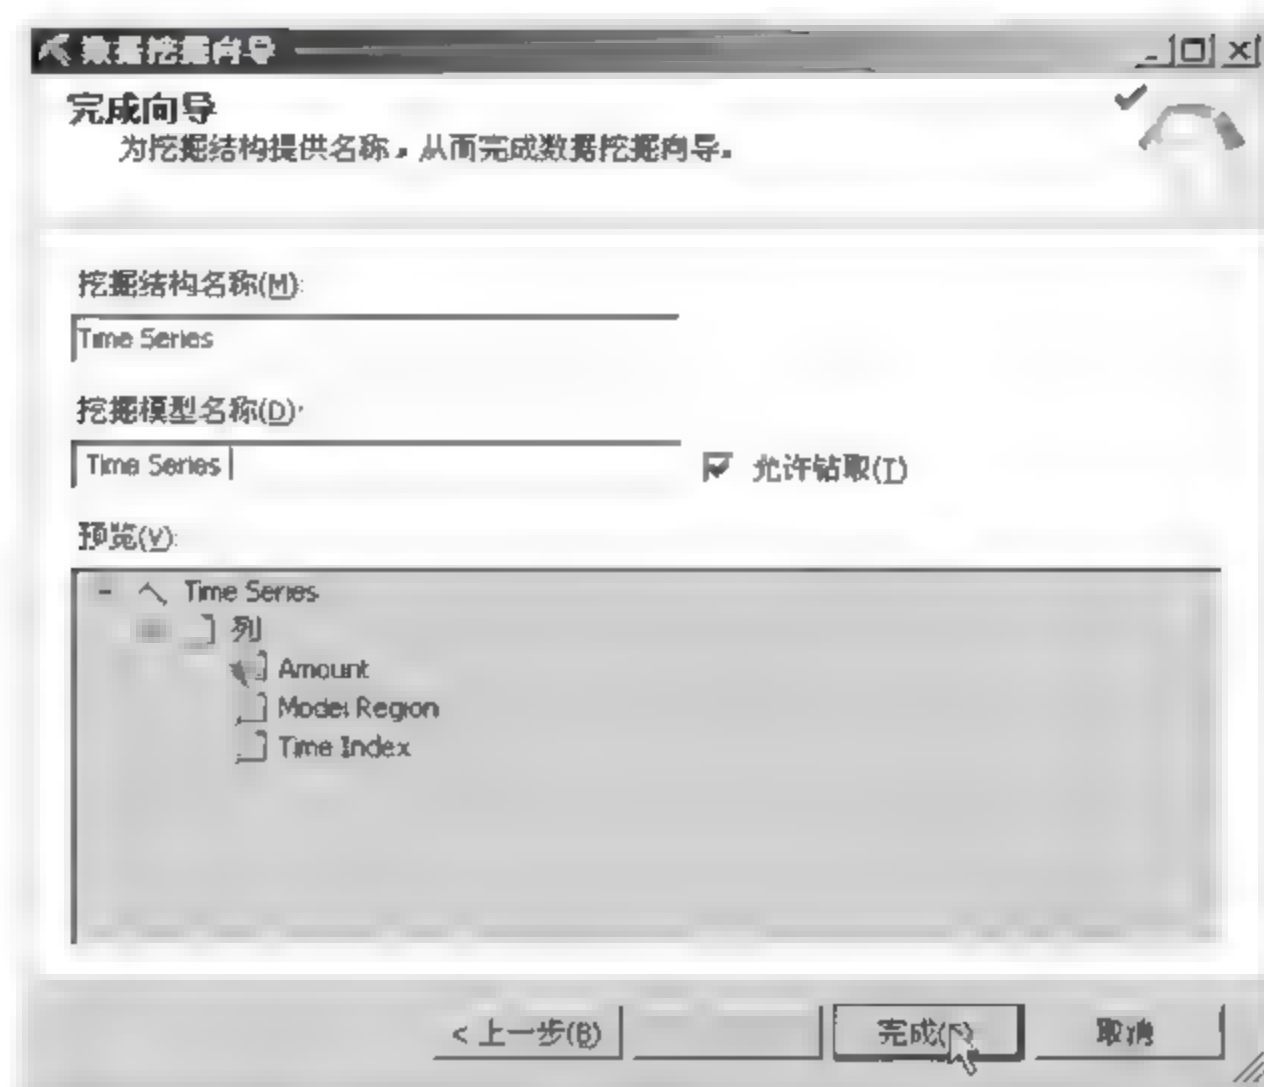 数据挖掘向导
完成向导
为挖掘结构提供名称，从而完成数据挖掘向导。
挖掘结构名称(M):
Time Series
挖掘模型名称(D):
Time Series
允许钻取(T)
预览(V):
Time Series
列
Amount
Model Region
Time Index
< 上一步(B)
完成(F)
取消